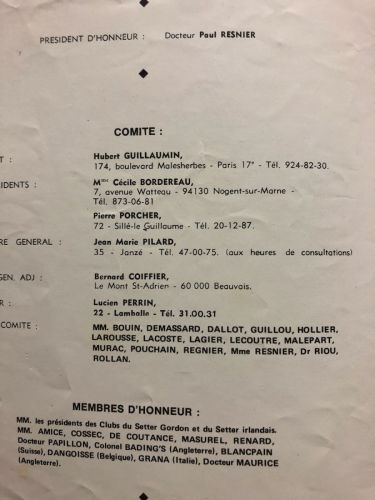 PRESIDENT D'HONNEUR : Docteur Paul RESNIER
COMITE :
T : Hubert GUILLAUMIN,
174, boulevard Malesherbes - Paris 17e - Tél. 924-82-30.
IDENTS : Mme Cécile BORDEREAU,
7, avenue Watteau - 94130 Nogent-sur-Marne -
Tél. 873-06-81
Pierre PORCHER,
72 - Sillé-le Guillaume - Tél. 20-12-87.
RE GENERAL : Jean Marie PILARD,
35 - Janzé - Tél. 47-00-75. (aux heures de consultations)
GEN. ADJ : Bernard COIFFIER,
Le Mont St-Adrien - 60 000 Beauvais.
R : Lucien PERRIN,
22 - Lamballe - Tél. 31.00.31
COMITE : MM. BOUIN, DEMASSARD, DALLOT, GUILLOU, HOLLIER,
LAROUSSE, LACOSTE, LAGIER, LECOUTRE, MALEPART,
MURAC, POUCHAIN, REGNIER, Mme RESNIER, Dr RIOU,
ROLLAN.
MEMBRES D'HONNEUR :
MM. les présidents des Clubs du Setter Gordon et du Setter irlandais.
MM. AMICE, COSSEC, DE COUTANCE, MASUREL, RENARD,
Docteur PAPILLON, Colonel BADING'S (Angleterre), BLANCPAIN
(Suisse), DANGOISSE (Belgique), GRANA (Italie), Docteur MAURICE
(Angleterre).